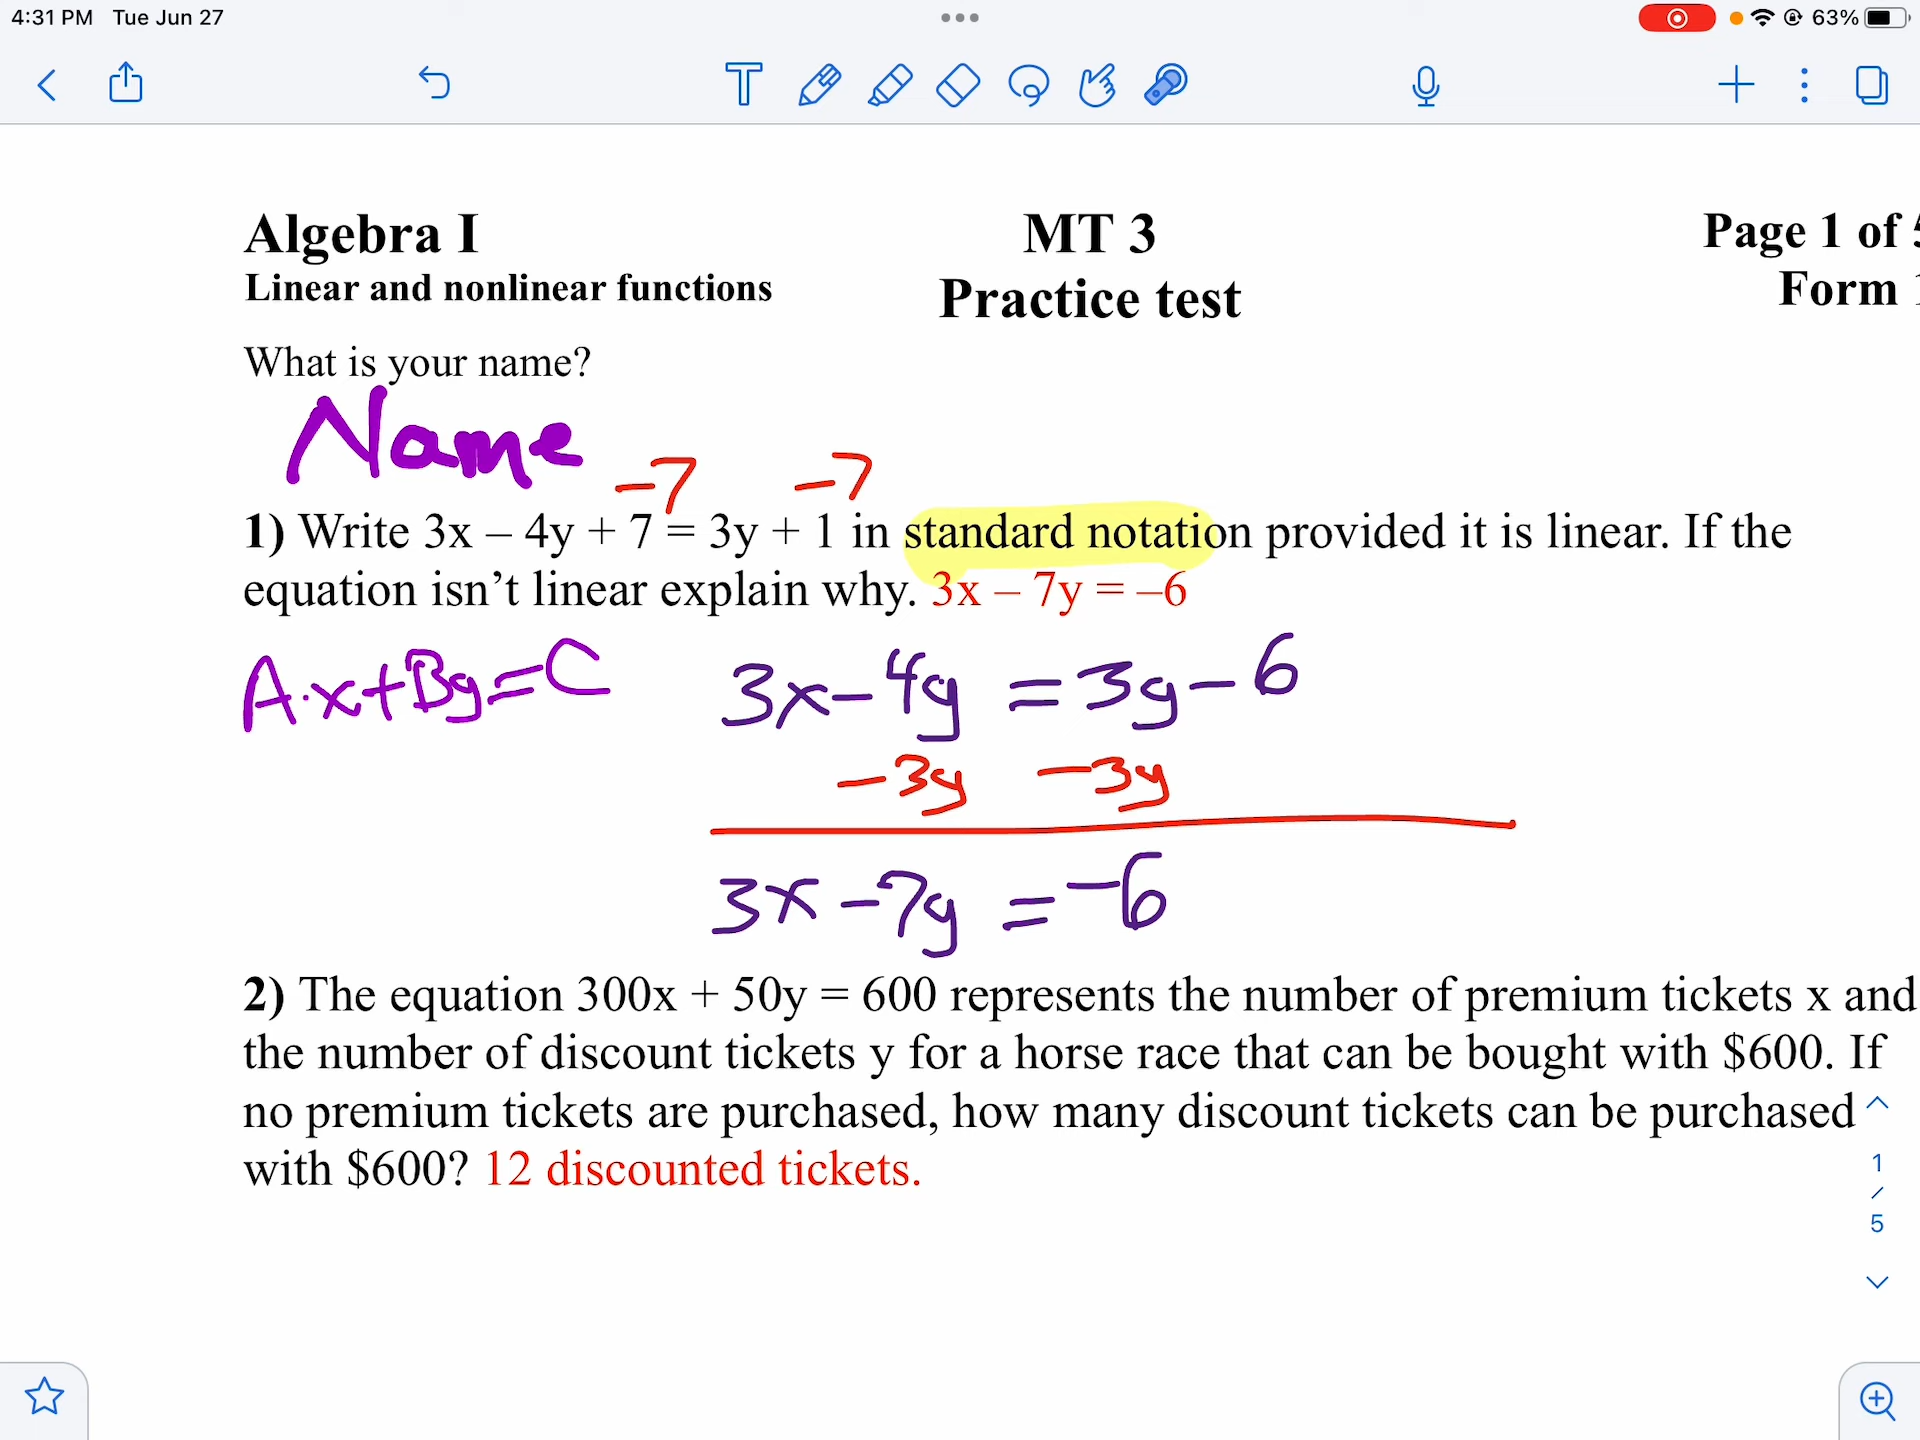 4:31 PM Tue Jun 27
63%
Algebra I MT 3 Page 1 of 5
Linear and nonlinear functions Practice test Form 1
What is your name?
Name
-7 -7
1) Write 3x – 4y + 7 = 3y + 1 in standard notation provided it is linear. If the
equation isn’t linear explain why. 3x – 7y = –6
A·x+By=C 3x-4y = 3y-6
-3y -3y
3x-7y = -6
2) The equation 300x + 50y = 600 represents the number of premium tickets x and
the number of discount tickets y for a horse race that can be bought with $600. If
no premium tickets are purchased, how many discount tickets can be purchased
with $600? 12 discounted tickets.
1
/
5